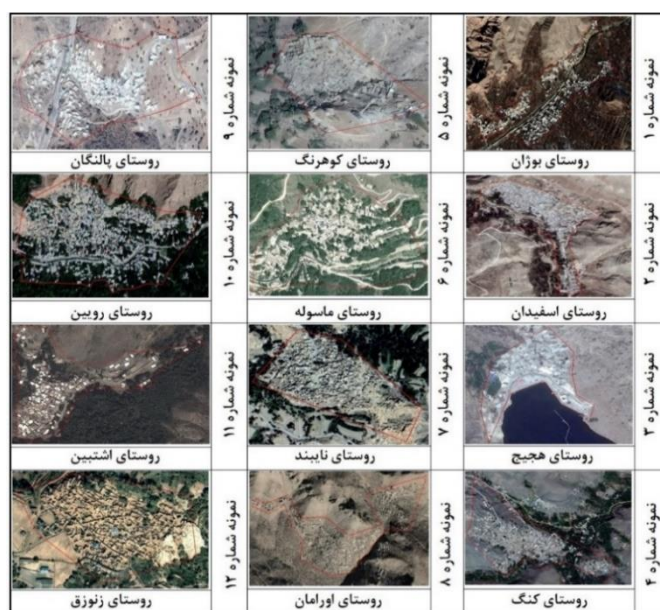 نمونه شماره ۱
روستای بوژان
نمونه شماره ۲
روستای اسفیدان
نمونه شماره ۳
روستای هجیج
نمونه شماره ۴
روستای کنگ
نمونه شماره ۵
روستای کوهرنگ
نمونه شماره ۶
روستای ماسوله
نمونه شماره ۷
روستای نایبند
نمونه شماره ۸
روستای اورامان
نمونه شماره ۹
روستای پالنگان
نمونه شماره ۱۰
روستای رویین
نمونه شماره ۱۱
روستای اشتبین
نمونه شماره ۱۲
روستای زنوزق